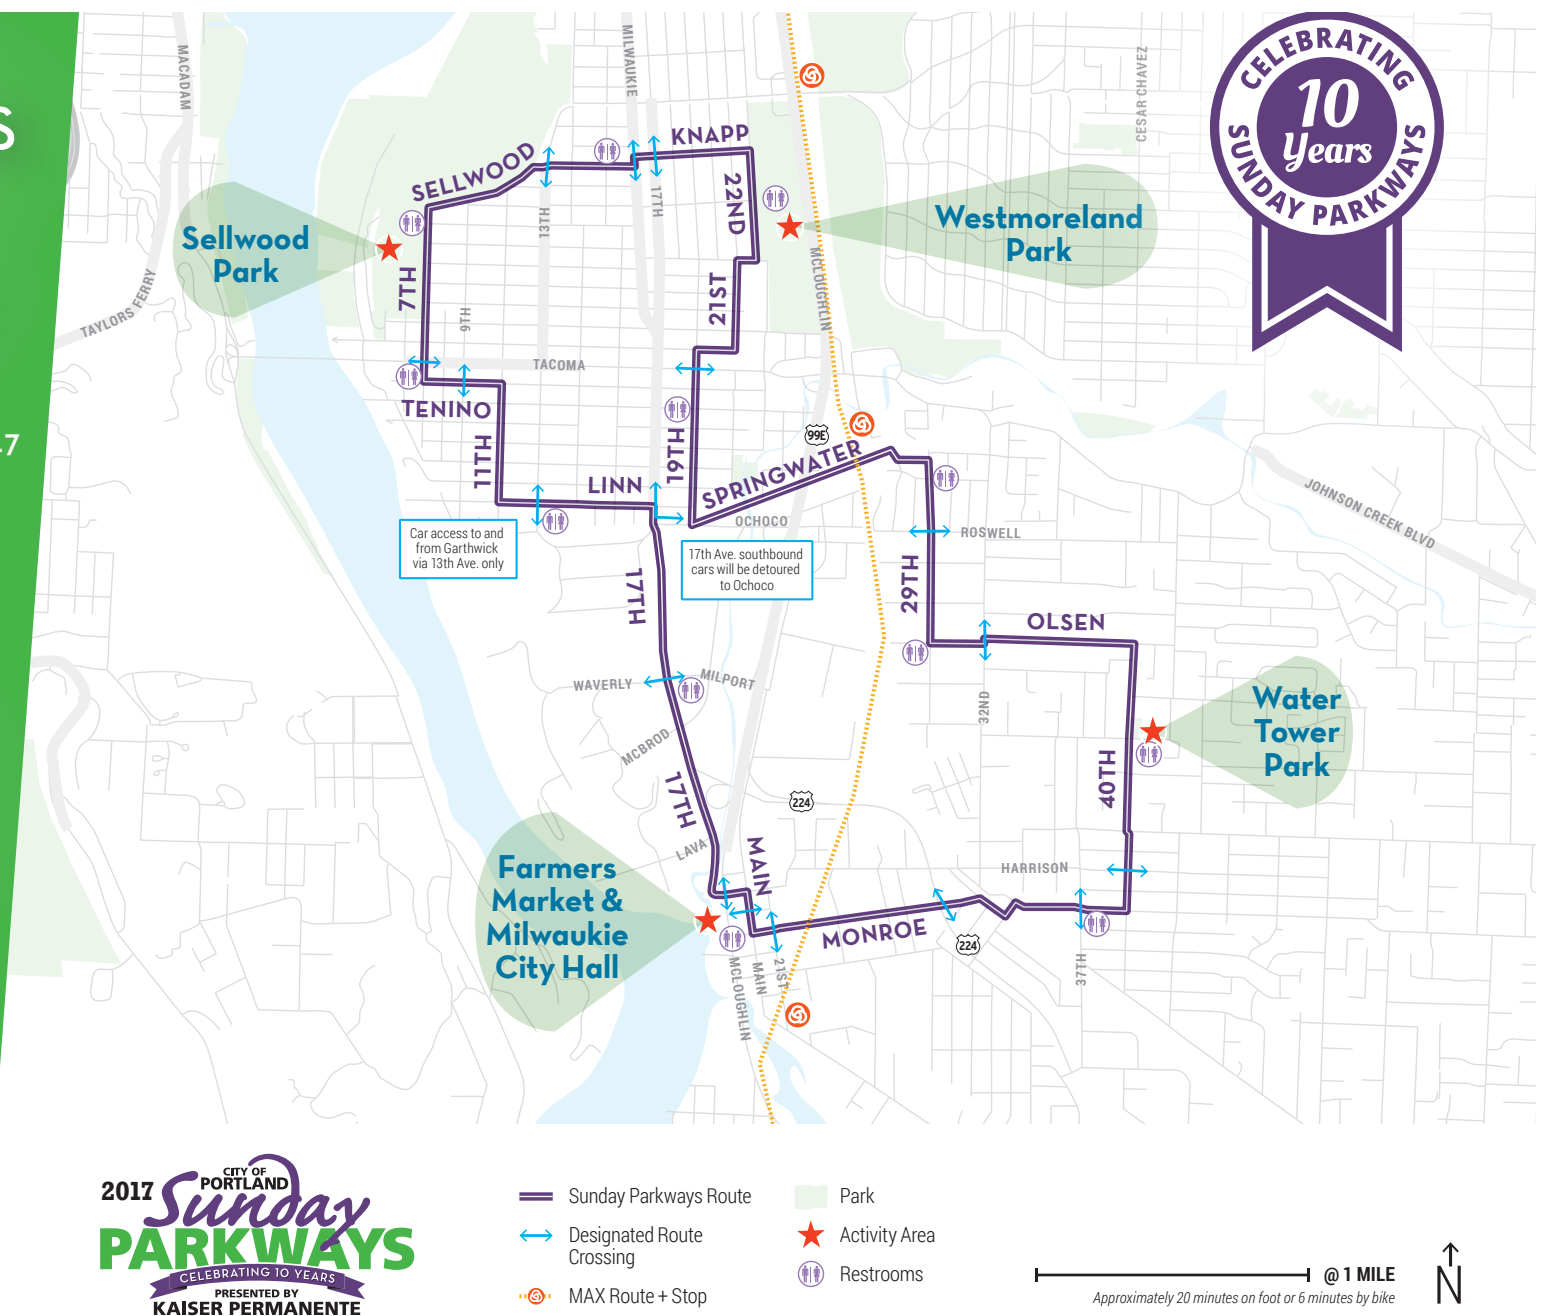 S
-7
CELEBRATING
10
Years
SUNDAY PARKWAYS
MACADAM
MILWAUKIE
CESAR CHAVEZ
KNAPP
SELLWOOD
22ND
17TH
13TH
Westmoreland
Park
Sellwood
Park
7TH
9TH
21ST
MCLOUGHLIN
TAYLORS FERRY
TACOMA
TENINO
11TH
19TH
99E
SPRINGWATER
LINN
OCHOCO
ROSWELL
JOHNSON CREEK BLVD
Car access to and
from Garthwick
via 13th Ave. only
17th Ave. southbound
cars will be detoured
to Ochoco
17TH
29TH
OLSEN
WAVERLY
MILPORT
32ND
Water
Tower
Park
MCBROD
17TH
224
40TH
LAVA
MAIN
HARRISON
Farmers
Market &
Milwaukie
City Hall
MONROE
224
MCLOUGHLIN
MAIN
21ST
37TH
2017
CITY OF
PORTLAND
Sunday
PARKWAYS
CELEBRATING 10 YEARS
PRESENTED BY
KAISER PERMANENTE
Sunday Parkways Route
Designated Route
Crossing
MAX Route + Stop
Park
Activity Area
Restrooms
@ 1 MILE
Approximately 20 minutes on foot or 6 minutes by bike
N